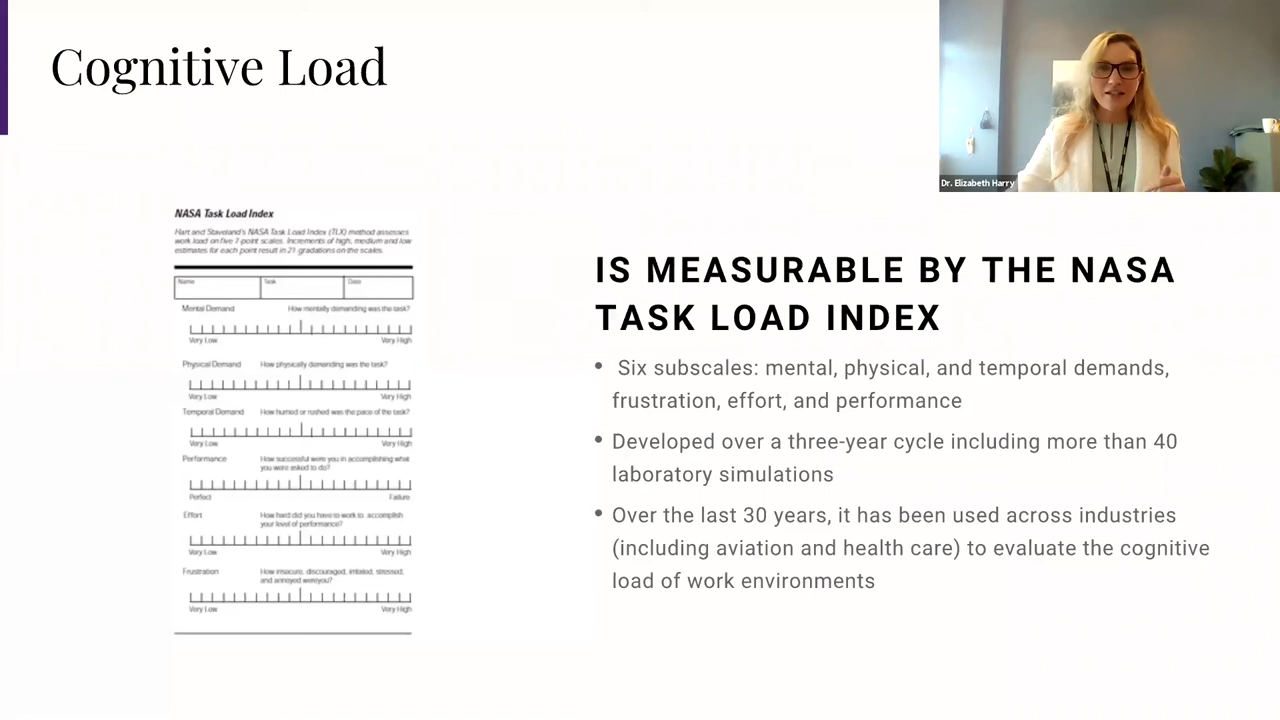 Cognitive Load
Dr. Elizabeth Harry
NASA Task Load Index
Hart and Staveland's NASA Task Load Index (TLX) method assesses
work load on five 7-point scales. Increments of high, medium and low
estimates for each point result in 21 gradations on the scales.
Name Task Date
Mental Demand How mentally demanding was the task?
Very Low Very High
Physical Demand How physically demanding was the task?
Very Low Very High
Temporal Demand How hurried or rushed was the pace of the task?
Very Low Very High
Performance How successful were you in accomplishing what
you were asked to do?
Perfect Failure
Effort How hard did you have to work to accomplish
your level of performance?
Very Low Very High
Frustration How insecure, discouraged, irritated, stressed,
and annoyed were you?
Very Low Very High
IS MEASURABLE BY THE NASA
TASK LOAD INDEX
• Six subscales: mental, physical, and temporal demands,
frustration, effort, and performance
• Developed over a three-year cycle including more than 40
laboratory simulations
• Over the last 30 years, it has been used across industries
(including aviation and health care) to evaluate the cognitive
load of work environments